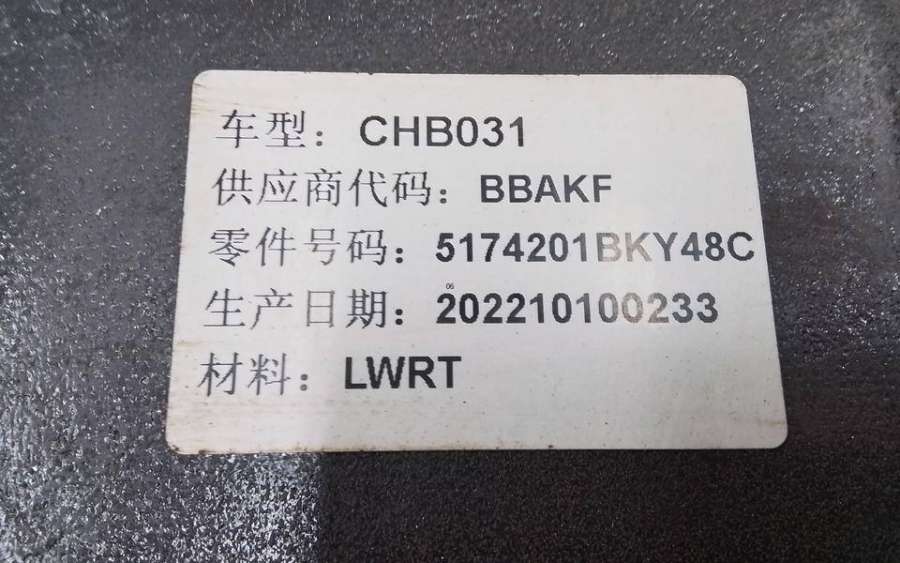 车型：CHB031
供应商代码：BBAKF
零件号码：5174201BKY48C
06
生产日期：202210100233
材料：LWRT